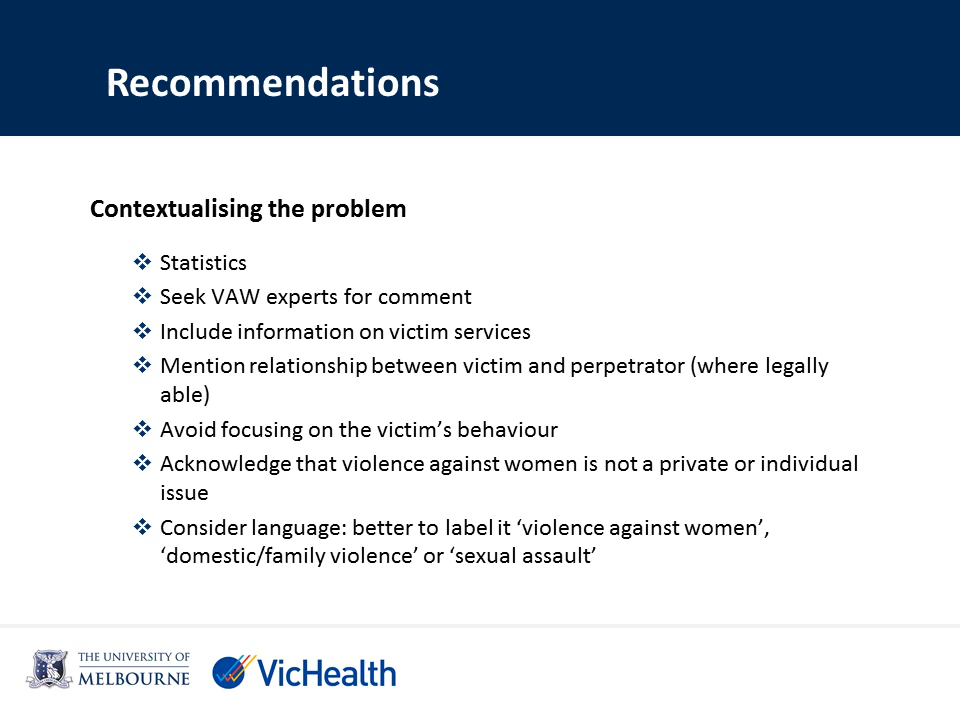 Recommendations
Contextualising the problem
❖ Statistics
❖ Seek VAW experts for comment
❖ Include information on victim services
❖ Mention relationship between victim and perpetrator (where legally
able)
❖ Avoid focusing on the victim’s behaviour
❖ Acknowledge that violence against women is not a private or individual
issue
❖ Consider language: better to label it ‘violence against women’,
‘domestic/family violence’ or ‘sexual assault’
THE UNIVERSITY OF
MELBOURNE
VicHealth